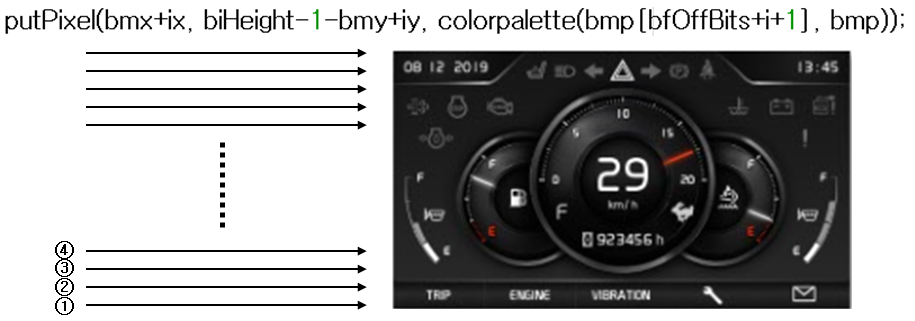 putPixel(bmx+ix, biHeight-1-bmy+iy, colorpalette(bmp[bfOffBits+i+1], bmp));
08 12 2019 13:45
10
5 15
0 20
F F
F F
29
km/h
F
E E
E E
923456 h
④
③
②
①
TRIP ENGINE VIBRATION